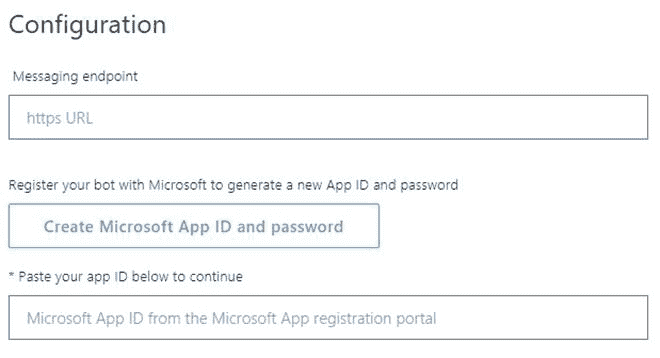 Configuration
Messaging endpoint
https URL
Register your bot with Microsoft to generate a new App ID and password
Create Microsoft App ID and password
* Paste your app ID below to continue
Microsoft App ID from the Microsoft App registration portal